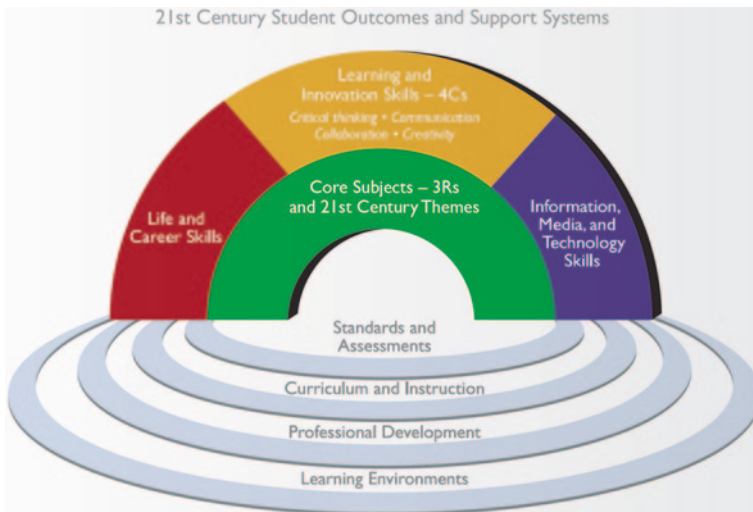 21st Century Student Outcomes and Support Systems
Learning and
Innovation Skills – 4Cs
Critical thinking • Communication
Collaboration • Creativity
Core Subjects – 3Rs
and 21st Century Themes
Life and
Career Skills
Information,
Media, and
Technology
Skills
Standards and
Assessments
Curriculum and Instruction
Professional Development
Learning Environments